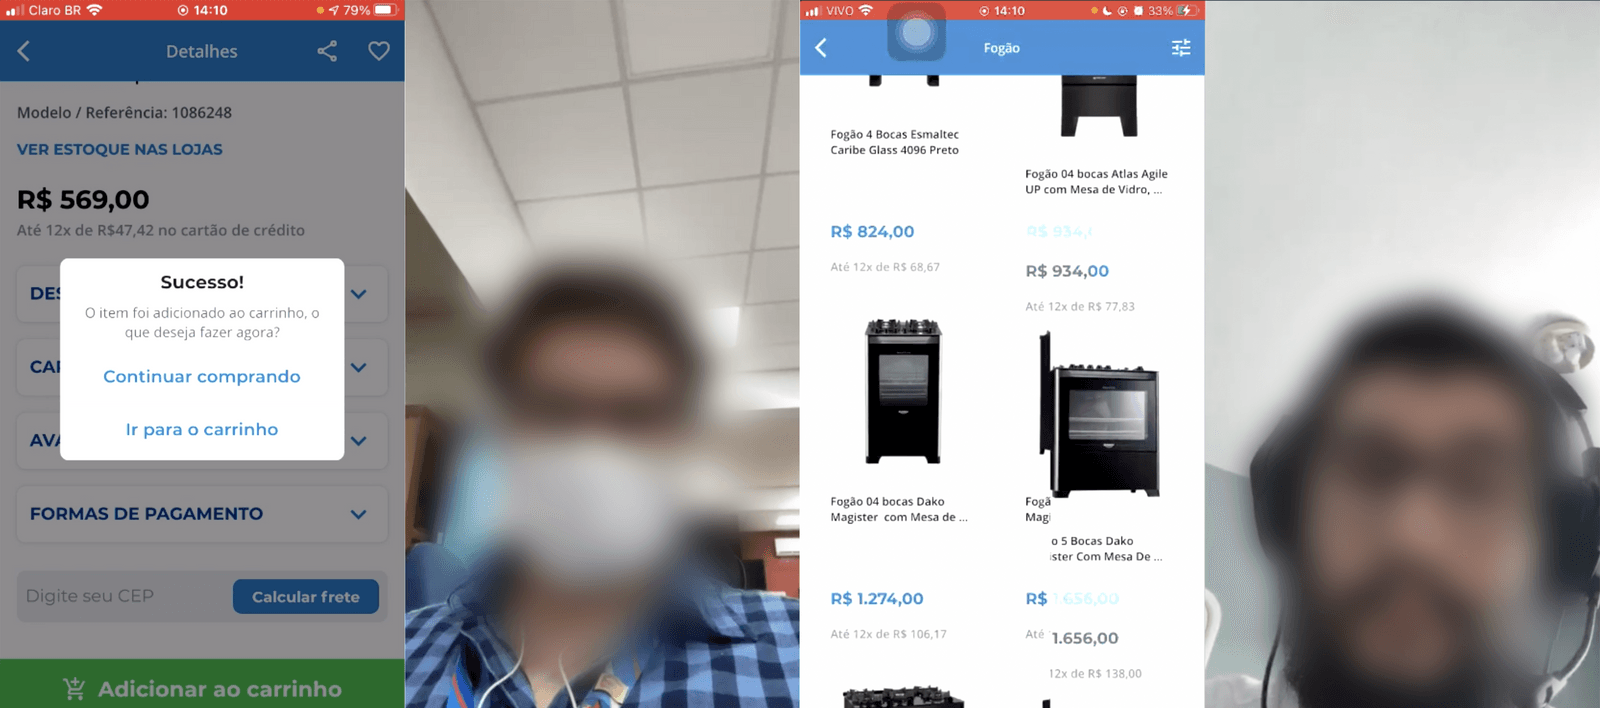 Claro BR
14:10
79%
Detalhes
Modelo / Referência: 1086248
VER ESTOQUE NAS LOJAS
R$ 569,00
Até 12x de R$47,42 no cartão de crédito
DES
Sucesso!
O item foi adicionado ao carrinho, o
que deseja fazer agora?
Continuar comprando
Ir para o carrinho
CAR
AVA
FORMAS DE PAGAMENTO
Digite seu CEP
Calcular frete
Adicionar ao carrinho
VIVO
14:10
33%
Fogão
Fogão 4 Bocas Esmaltec
Caribe Glass 4096 Preto
R$ 824,00
Até 12x de R$ 68,67
Fogão 04 bocas Atlas Agile
UP com Mesa de Vidro, ...
R$ 934,
R$ 934,00
Até 12x de R$ 77,83
Fogão 04 bocas Dako
Magister com Mesa de ...
R$ 1.274,00
Até 12x de R$ 106,17
Fogã
Magi
o 5 Bocas Dako
ister Com Mesa De ...
R$ 1.656,00
Até
1.656,00
12x de R$ 138,00